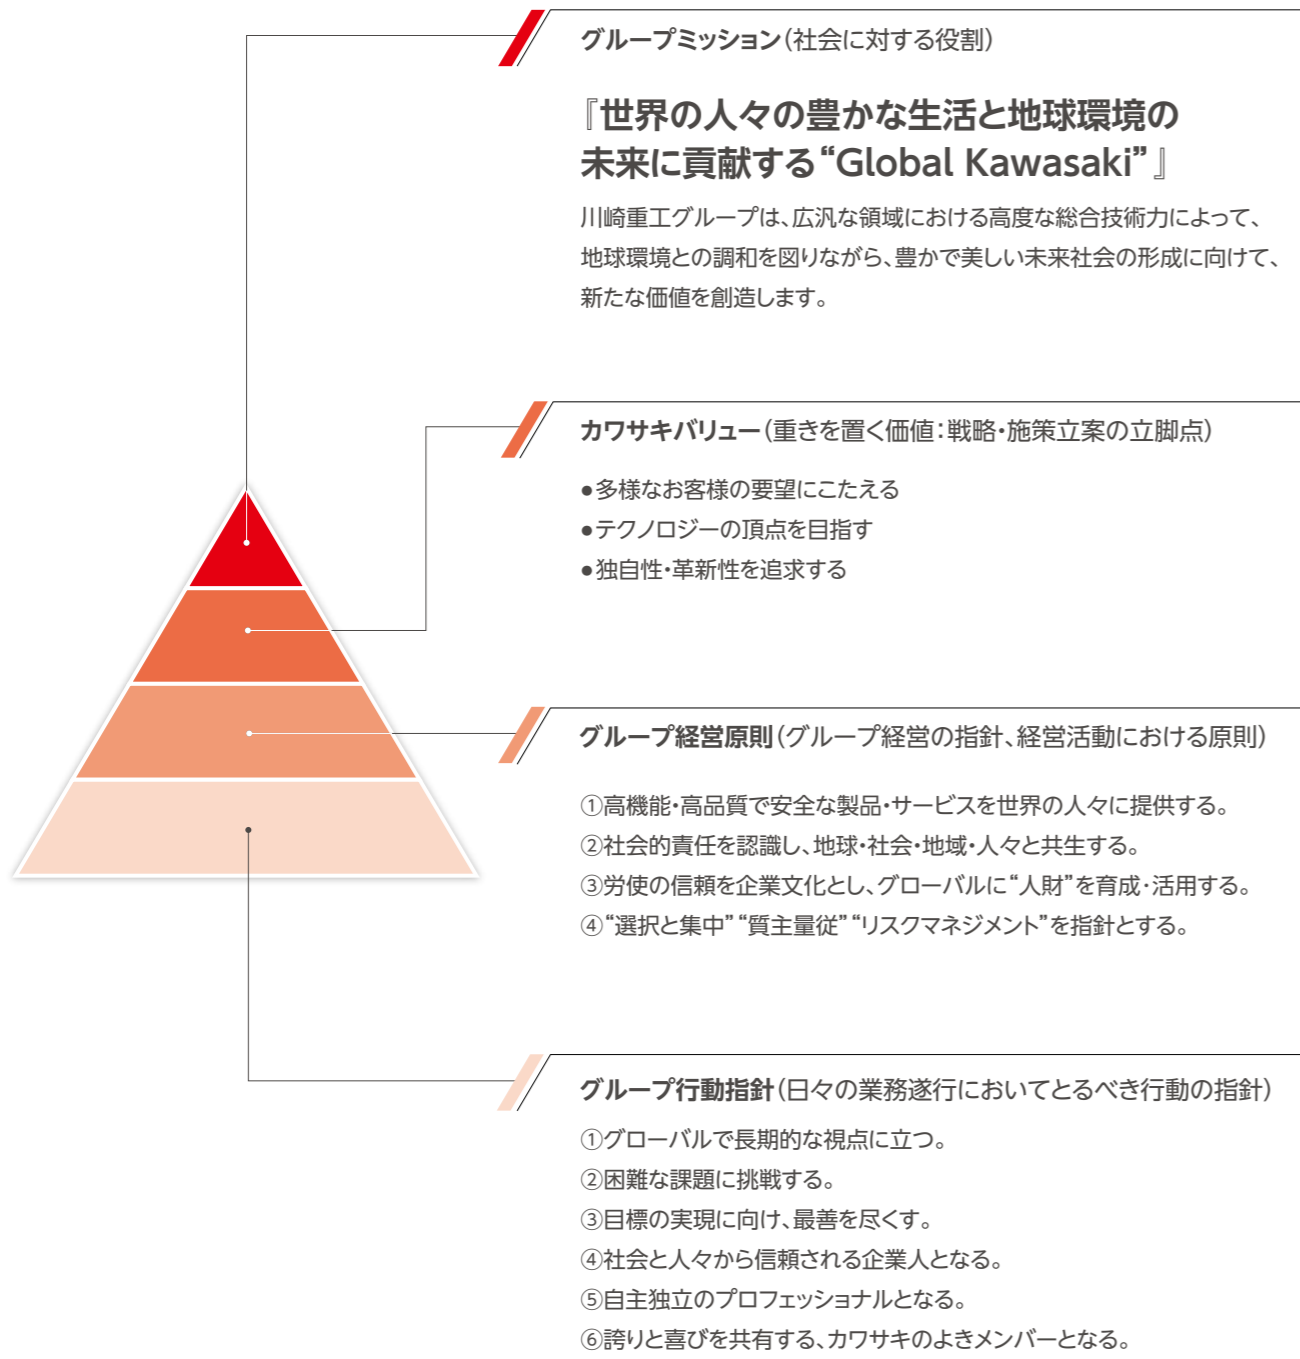 グループミッション（社会に対する役割）
『世界の人々の豊かな生活と地球環境の
未来に貢献する“Global Kawasaki”』
川崎重工グループは、広汎な領域における高度な総合技術力によって、
地球環境との調和を図りながら、豊かで美しい未来社会の形成に向けて、
新たな価値を創造します。
カワサキバリュー（重きを置く価値：戦略・施策立案の立脚点）
●多様なお客様の要望にこたえる
●テクノロジーの頂点を目指す
●独自性・革新性を追求する
グループ経営原則（グループ経営の指針、経営活動における原則）
①高機能・高品質で安全な製品・サービスを世界の人々に提供する。
②社会的責任を認識し、地球・社会・地域・人々と共生する。
③労使の信頼を企業文化とし、グローバルに“人財”を育成・活用する。
④“選択と集中”“質主量従”“リスクマネジメント”を指針とする。
グループ行動指針（日々の業務遂行においてとるべき行動の指針）
①グローバルで長期的な視点に立つ。
②困難な課題に挑戦する。
③目標の実現に向け、最善を尽くす。
④社会と人々から信頼される企業人となる。
⑤自主独立のプロフェッショナルとなる。
⑥誇りと喜びを共有する、カワサキのよきメンバーとなる。